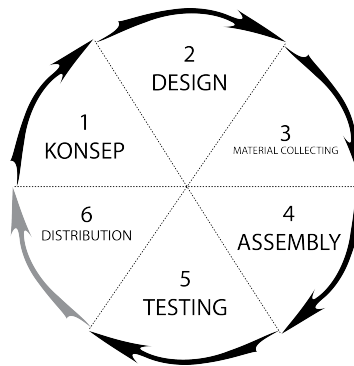 1
KONSEP
2
DESIGN
3
MATERIAL COLLECTING
4
ASSEMBLY
5
TESTING
6
DISTRIBUTION